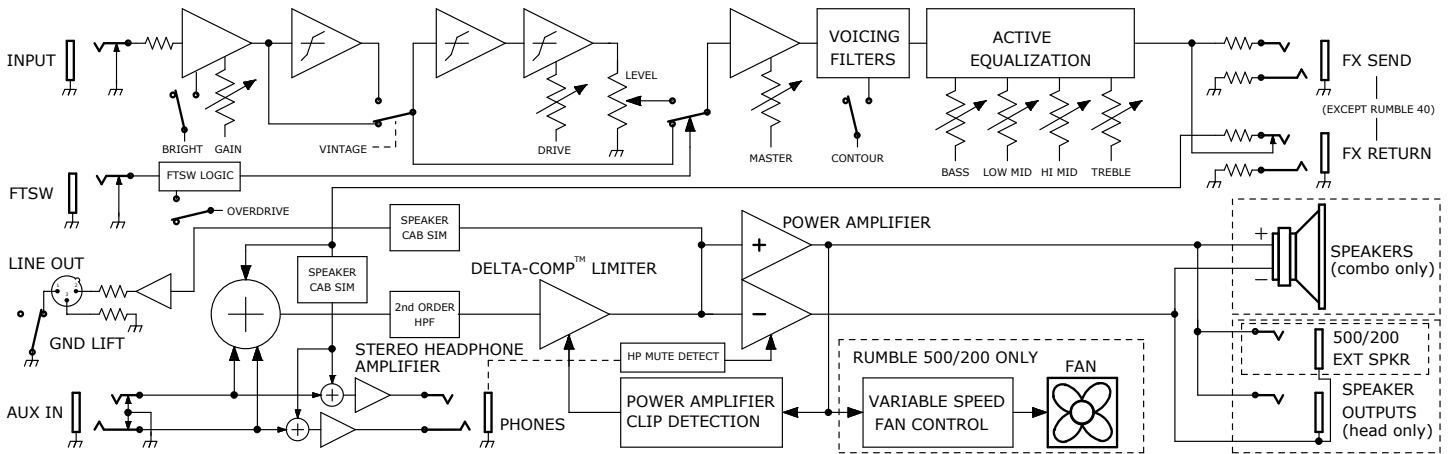 INPUT
BRIGHT
GAIN
VINTAGE
DRIVE
LEVEL
MASTER
VOICING
FILTERS
CONTOUR
ACTIVE
EQUALIZATION
BASS
LOW MID
HI MID
TREBLE
FX SEND
(EXCEPT RUMBLE 40)
FX RETURN
FTSW
FTSW LOGIC
OVERDRIVE
LINE OUT
GND LIFT
SPEAKER
CAB SIM
SPEAKER
CAB SIM
2nd ORDER
HPF
DELTA-COMP™ LIMITER
POWER AMPLIFIER
+
−
+
−
SPEAKERS
(combo only)
500/200
EXT SPKR
SPEAKER
OUTPUTS
(head only)
AUX IN
STEREO HEADPHONE
AMPLIFIER
PHONES
HP MUTE DETECT
POWER AMPLIFIER
CLIP DETECTION
RUMBLE 500/200 ONLY
VARIABLE SPEED
FAN CONTROL
FAN